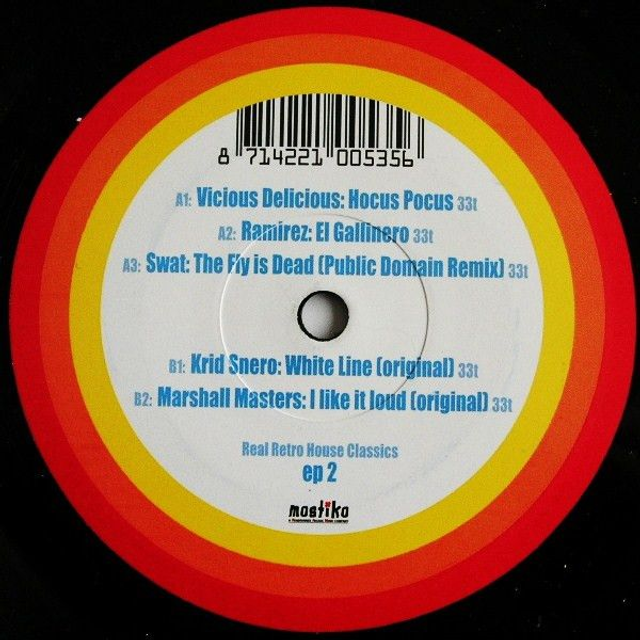 8 714221 005356
A1: Vicious Delicious: Hocus Pocus 33t
A2: Ramirez: El Gallinero 33t
A3: Swat: The Fly is Dead (Public Domain Remix) 33t
B1: Krid Snero: White Line (original) 33t
B2: Marshall Masters: I like it loud (original) 33t
Real Retro House Classics
ep 2
mostiko